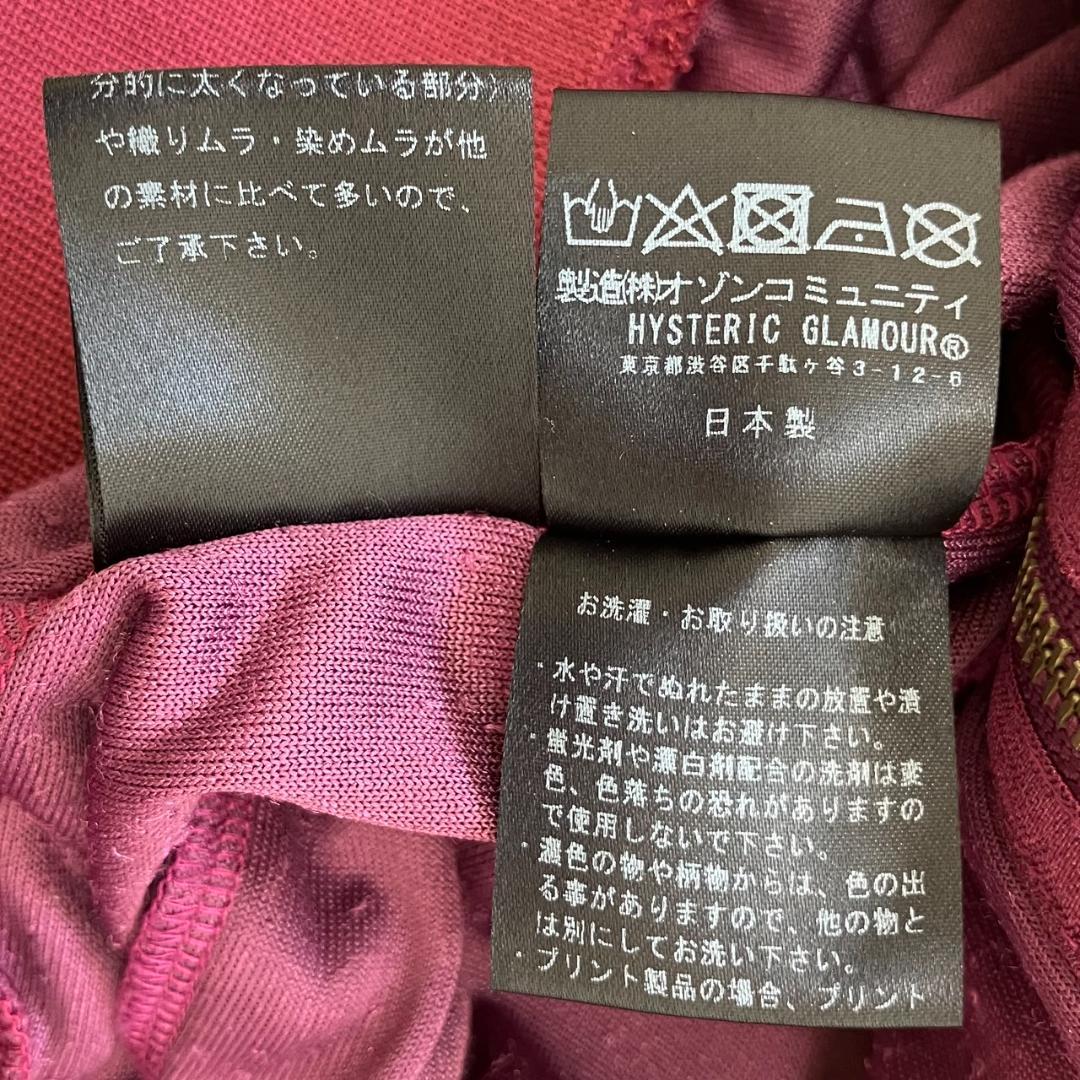 分的に太くなっている部分)
や織りムラ・染めムラが他
の素材に比べて多いので、
ご了承下さい。
製造(株)オゾンコミュニティ
HYSTERIC GLAMOUR®
東京都渋谷区千駄ヶ谷3-12-8
日本製
お洗濯・お取り扱いの注意
・水や汗でぬれたままの放置や漬
け置き洗いはお避け下さい。
・蛍光剤や漂白剤配合の洗剤は変
色、色落ちの恐れがありますの
で使用しないで下さい。
・濃色の物や柄物からは、色の出
る事がありますので、他の物と
は別にしてお洗い下さい。
・プリント製品の場合、プリント